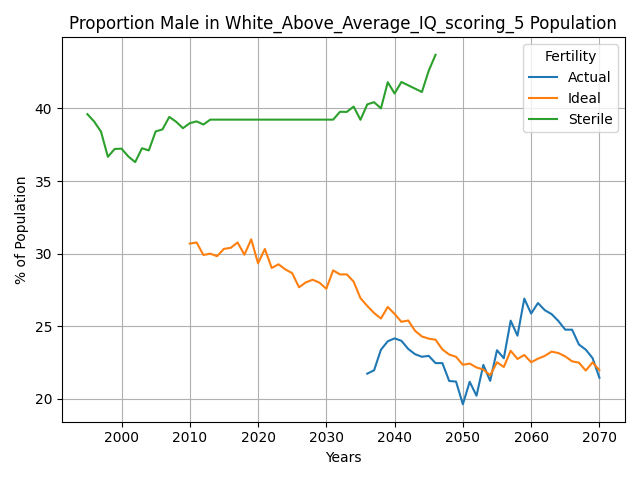 Proportion Male in White_Above_Average_IQ_scoring_5 Population
Fertility
Actual
Ideal
Sterile
% of Population
40
35
30
25
20
2000
2010
2020
2030
2040
2050
2060
2070
Years